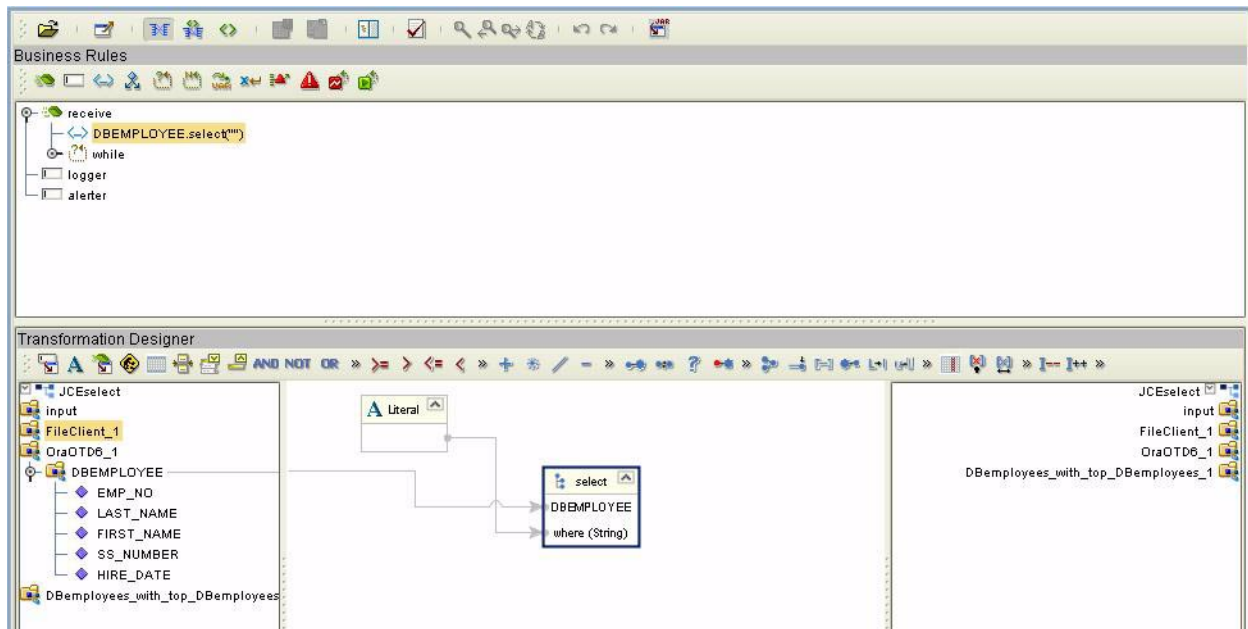 JAR
Business Rules
receive
DBEMPLOYEE.select("")
while
logger
alerter
Transformation Designer
A AND NOT OR » >= > <= < » + * / - » » » » I-- I++ »
JCEselect
input
FileClient_1
OraOTD6_1
DBEMPLOYEE
EMP_NO
LAST_NAME
FIRST_NAME
SS_NUMBER
HIRE_DATE
DBemployees_with_top_DBemployees
A Literal
select
DBEMPLOYEE
where (String)
JCEselect
input
FileClient_1
OraOTD6_1
DBemployees_with_top_DBemployees_1